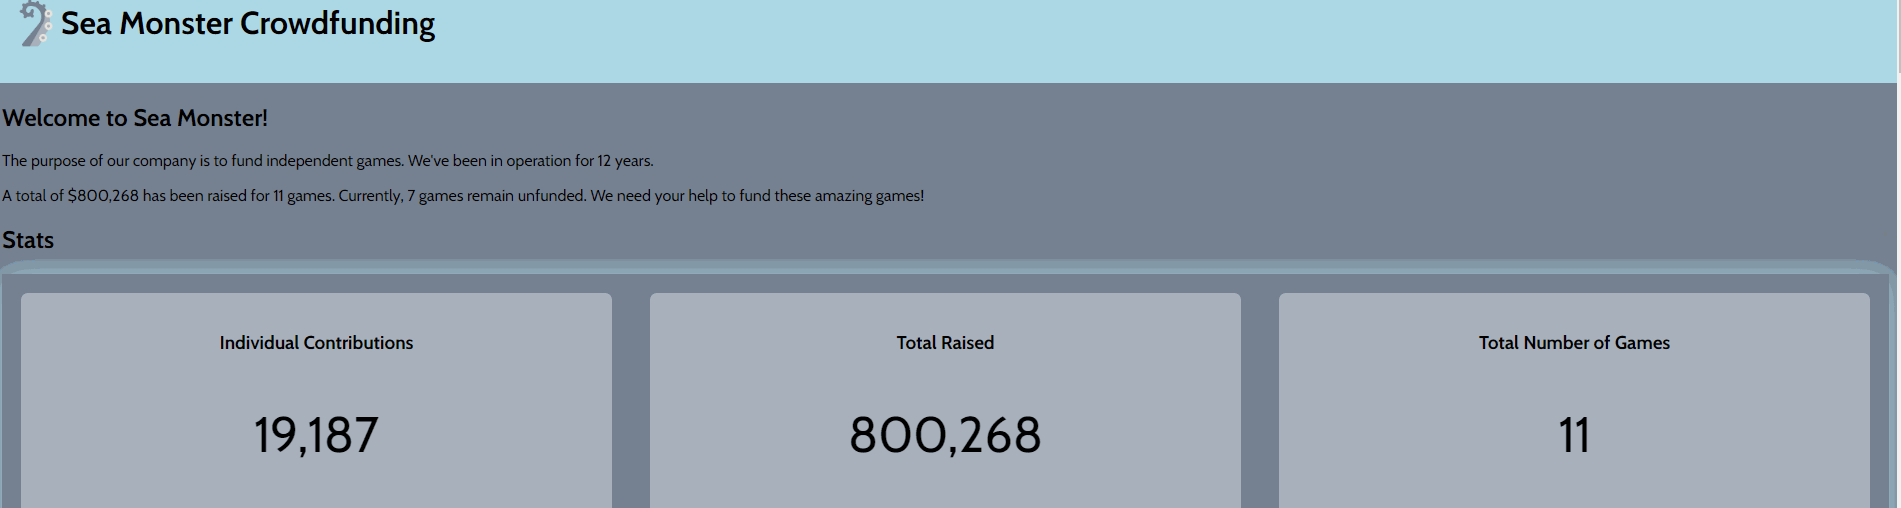 Sea Monster Crowdfunding
Welcome to Sea Monster!
The purpose of our company is to fund independent games. We've been in operation for 12 years.
A total of $800,268 has been raised for 11 games. Currently, 7 games remain unfunded. We need your help to fund these amazing games!
Stats
Individual Contributions
19,187
Total Raised
800,268
Total Number of Games
11